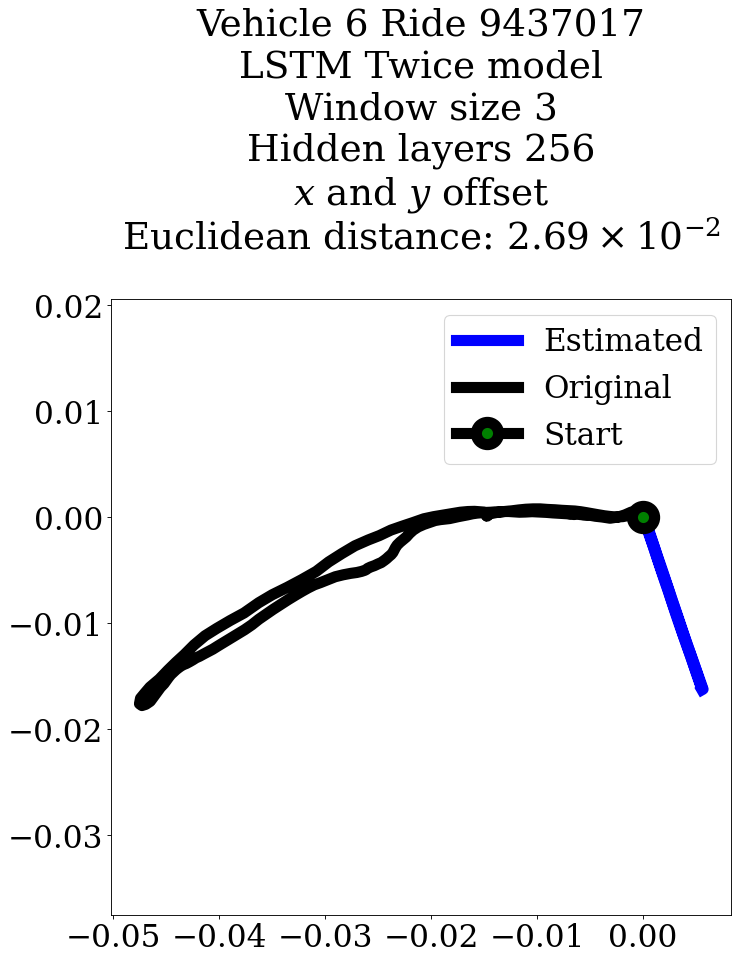 Vehicle 6 Ride 9437017
LSTM Twice model
Window size 3
Hidden layers 256
x and y offset
Euclidean distance: 2.69 × 10⁻²
Estimated
Original
Start
0.02
0.01
0.00
−0.01
−0.02
−0.03
−0.05 −0.04 −0.03 −0.02 −0.01 0.00